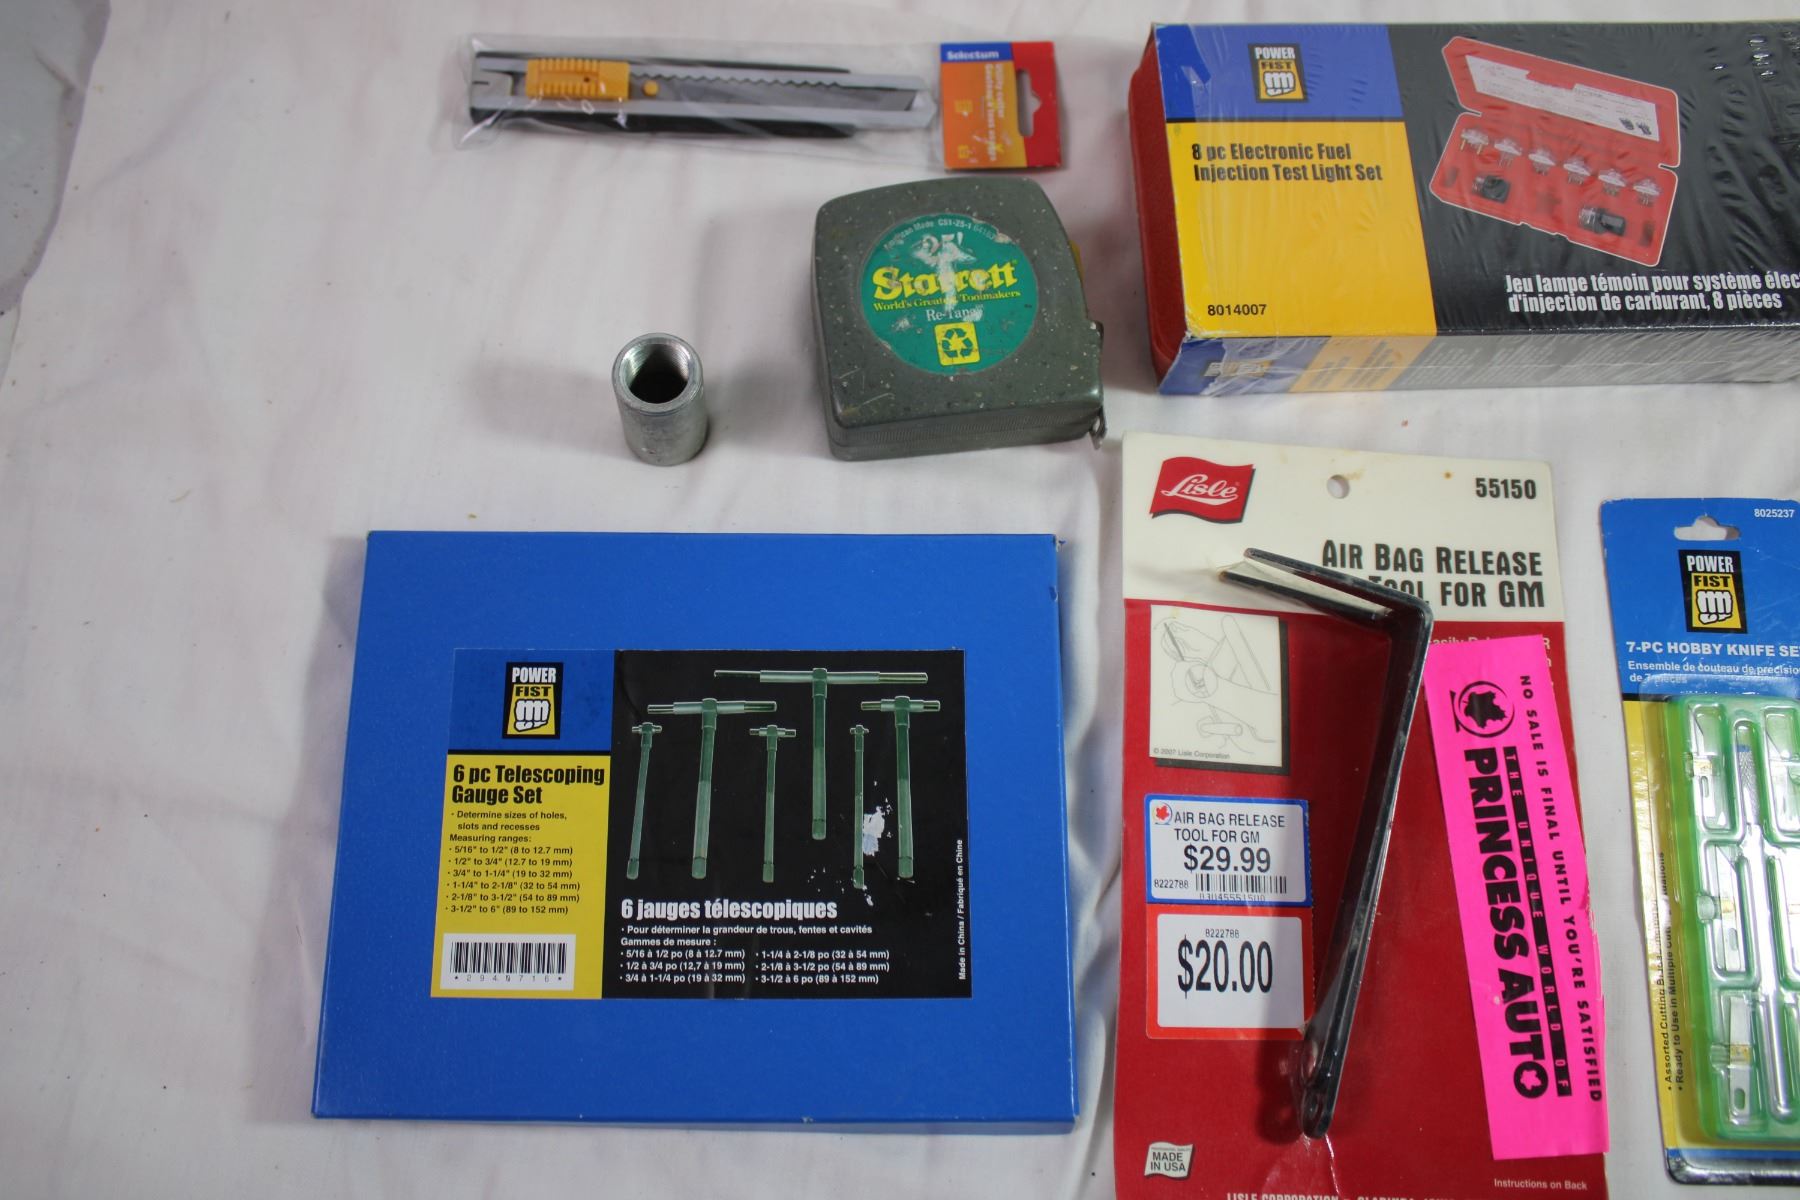 Selectum
American Made CS1-25-1
25'
Starrett
World's Greatest Toolmakers
Re-Tape
POWER
FIST
8 pc Electronic Fuel
Injection Test Light Set
8014007
Jeu lampe témoin pour système élec
d'injection de carburant, 8 pièces
Lisle
55150
AIR BAG RELEASE
TOOL FOR GM
© 2007 Lisle Corporation
AIR BAG RELEASE
TOOL FOR GM
$29.99
8222788
8222788
$20.00
NO SALE IS FINAL UNTIL YOU'RE SATISFIED
THE UNIQUE WORLD OF
PRINCESS AUTO
MADE
IN USA
Instructions on Back
8025237
POWER
FIST
7-PC HOBBY KNIFE SE
Ensemble de couteau de précisio
de 7 pièces
POWER
FIST
6 pc Telescoping
Gauge Set
· Determine sizes of holes,
slots and recesses
Measuring ranges:
· 5/16" to 1/2" (8 to 12.7 mm)
· 1/2" to 3/4" (12.7 to 19 mm)
· 3/4" to 1-1/4" (19 to 32 mm)
· 1-1/4" to 2-1/8" (32 to 54 mm)
· 2-1/8" to 3-1/2" (54 to 89 mm)
· 3-1/2" to 6" (89 to 152 mm)
*2940716*
6 jauges télescopiques
· Pour déterminer la grandeur de trous, fentes et cavités
Gammes de mesure :
· 5/16 à 1/2 po (8 à 12.7 mm)
· 1/2 à 3/4 po (12,7 à 19 mm)
· 3/4 à 1-1/4 po (19 à 32 mm)
· 1-1/4 à 2-1/8 po (32 à 54 mm)
· 2-1/8 à 3-1/2 po (54 à 89 mm)
· 3-1/2 à 6 po (89 à 152 mm)
Made in China / Fabriqué en Chine